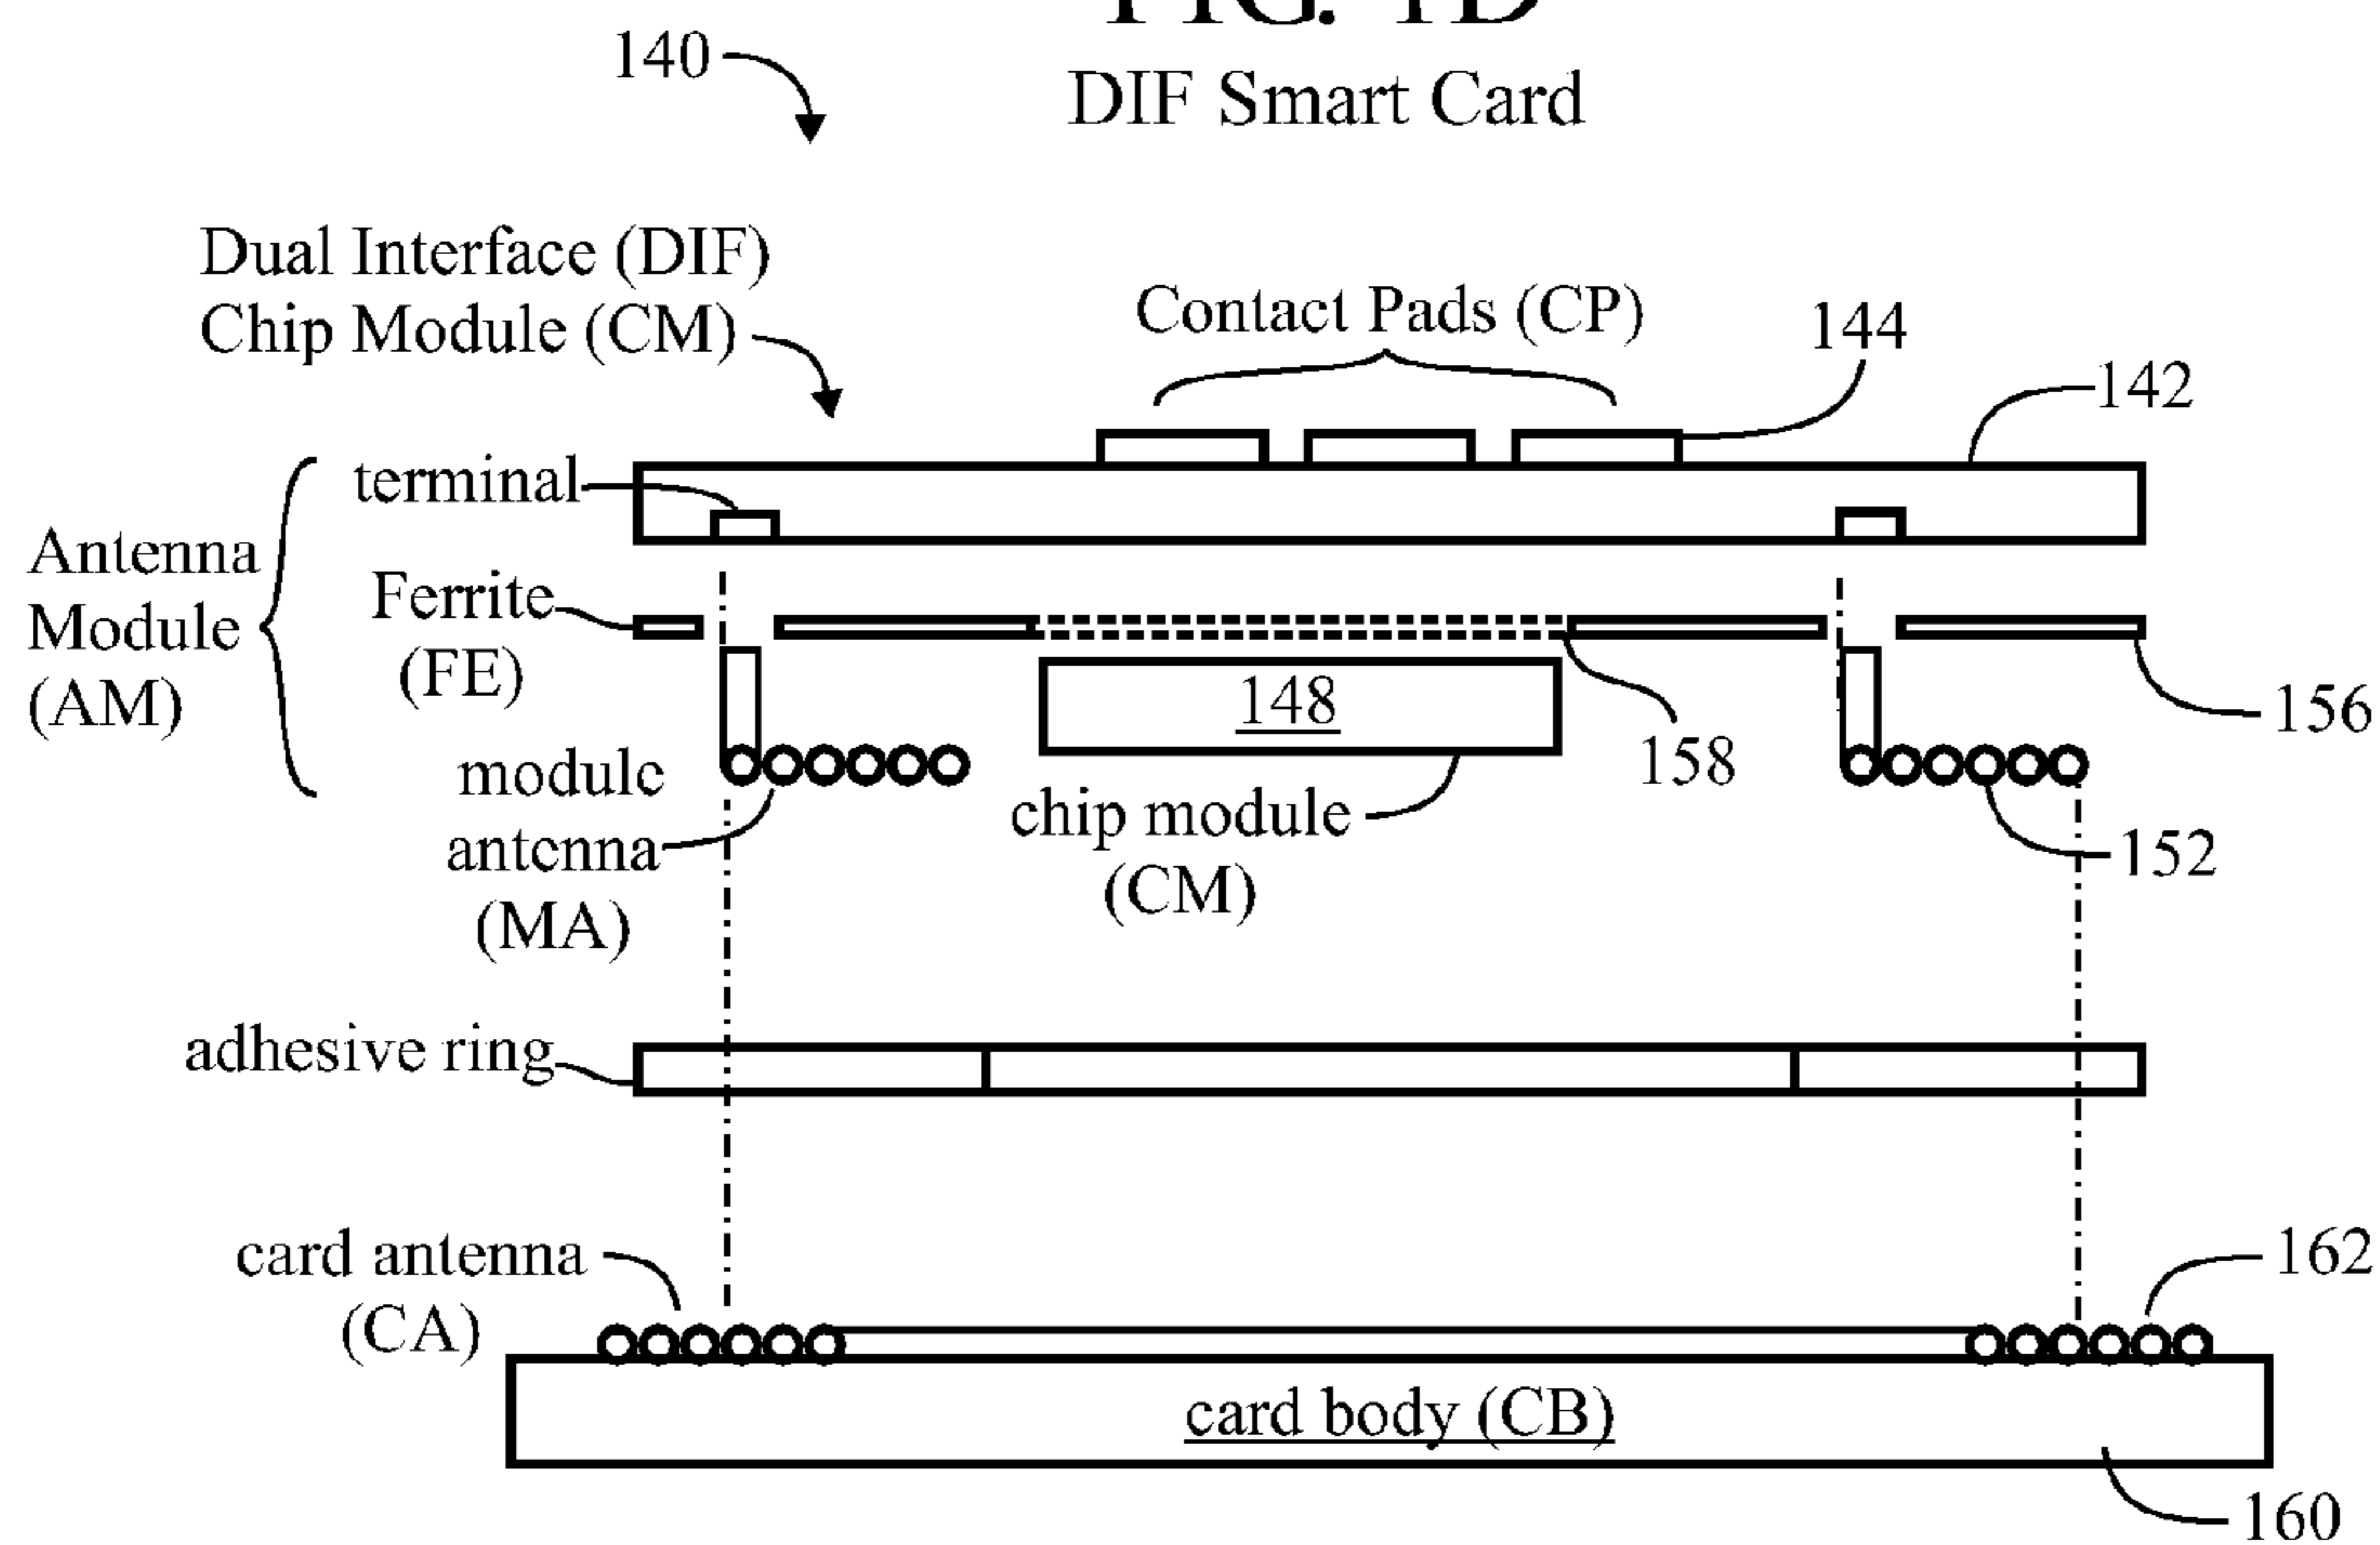 FIG.
DIF Smart Card
140
Dual Interface (DIF)
Chip Module (CM)
Contact Pads (CP)
144
142
terminal
Antenna
Module
(AM)
Ferrite
(FE)
148
156
158
module
antenna
(MA)
chip module
(CM)
152
adhesive ring
card antenna
(CA)
162
card body (CB)
160